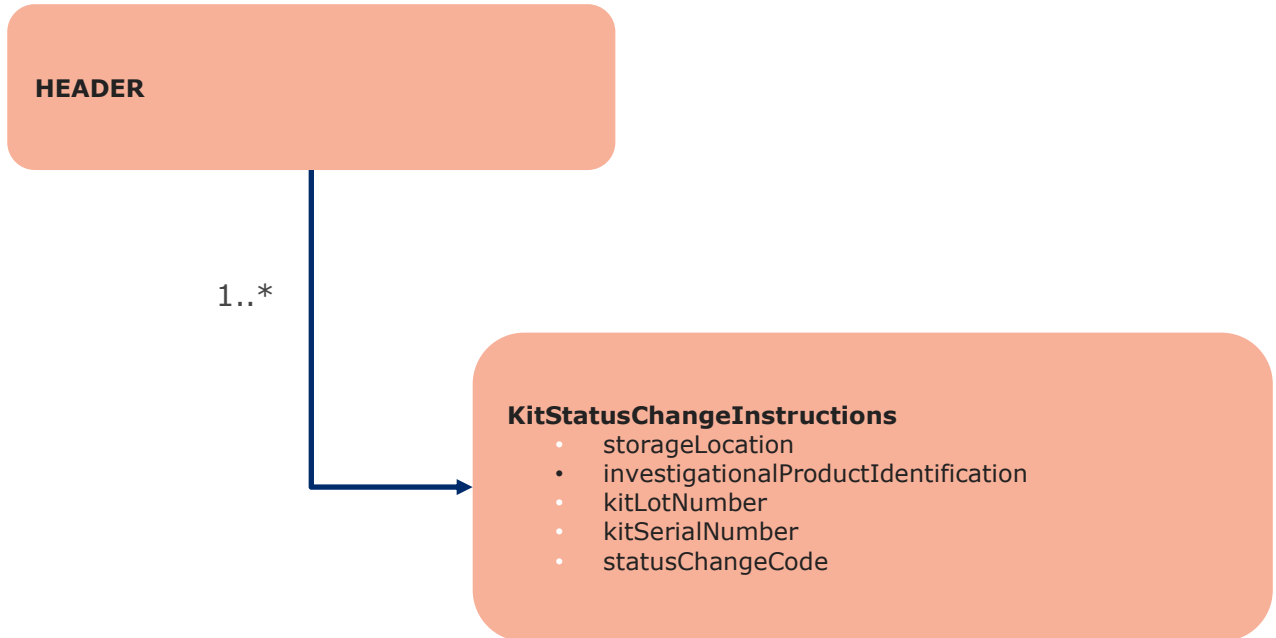 HEADER
1..*
KitStatusChangeInstructions
• storageLocation
• investigationalProductIdentification
• kitLotNumber
• kitSerialNumber
• statusChangeCode